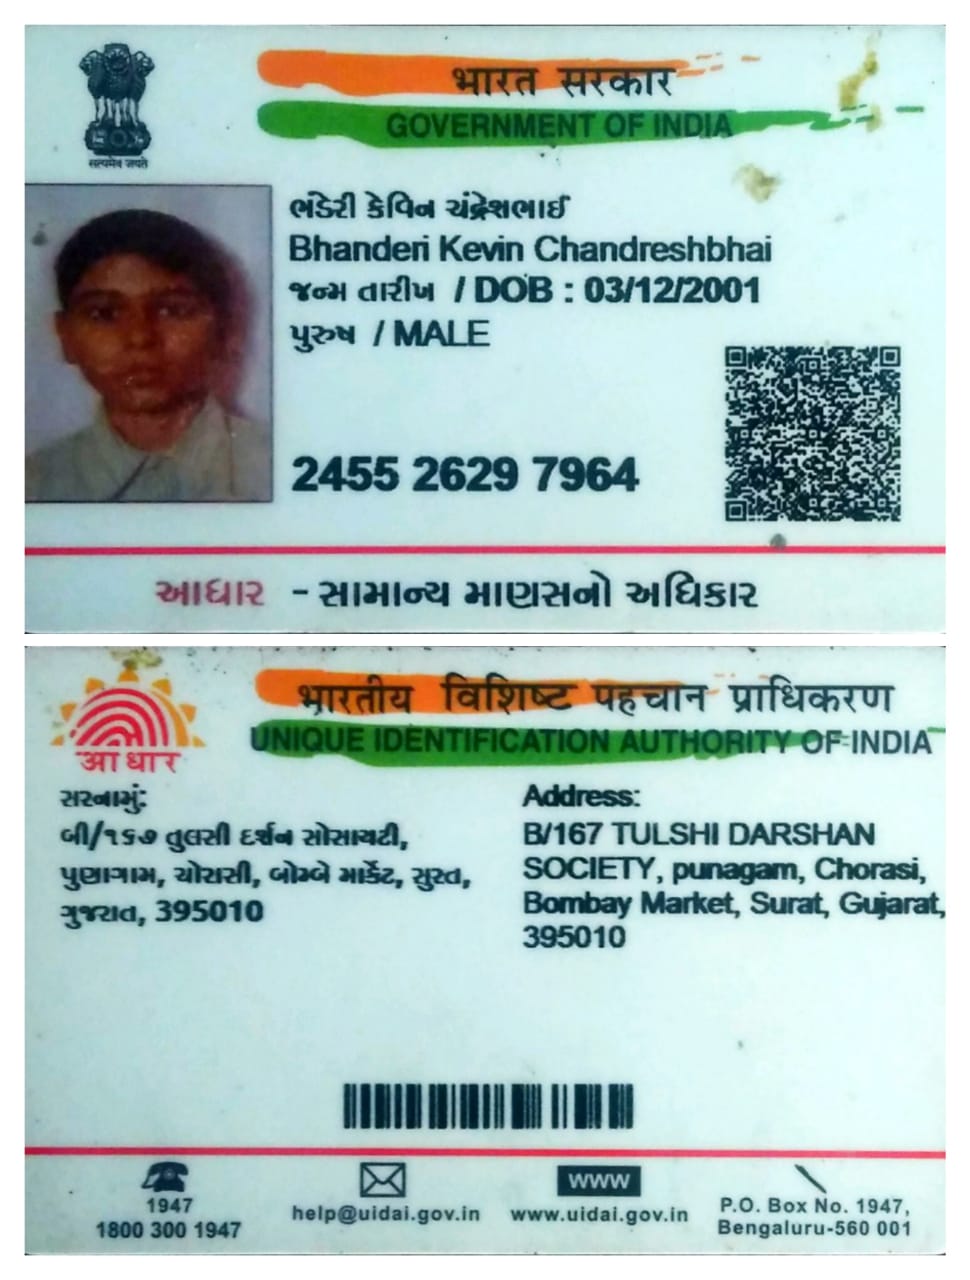 भारत सरकार
GOVERNMENT OF INDIA
सत्यमेव जयते
ભંડેરી કેવિન ચંદ્રેશભાઈ
Bhanderi Kevin Chandreshbhai
જન્મ તારીખ / DOB : 03/12/2001
પુરુષ / MALE
2455 2629 7964
આધાર - સામાન્ય માણસનો અધિકાર
भारतीय विशिष्ट पहचान प्राधिकरण
UNIQUE IDENTIFICATION AUTHORITY OF INDIA
आधार
સરનામું:
બી/૧૬૭ તુલસી દર્શન સોસાયટી,
પુણાગામ, ચોરાસી, બોમ્બે માર્કેટ, સુરત,
ગુજરાત, 395010
Address:
B/167 TULSHI DARSHAN
SOCIETY, punagam, Chorasi,
Bombay Market, Surat, Gujarat,
395010
1947
1800 300 1947
help@uidai.gov.in
www
www.uidai.gov.in
P.O. Box No. 1947,
Bengaluru-560 001